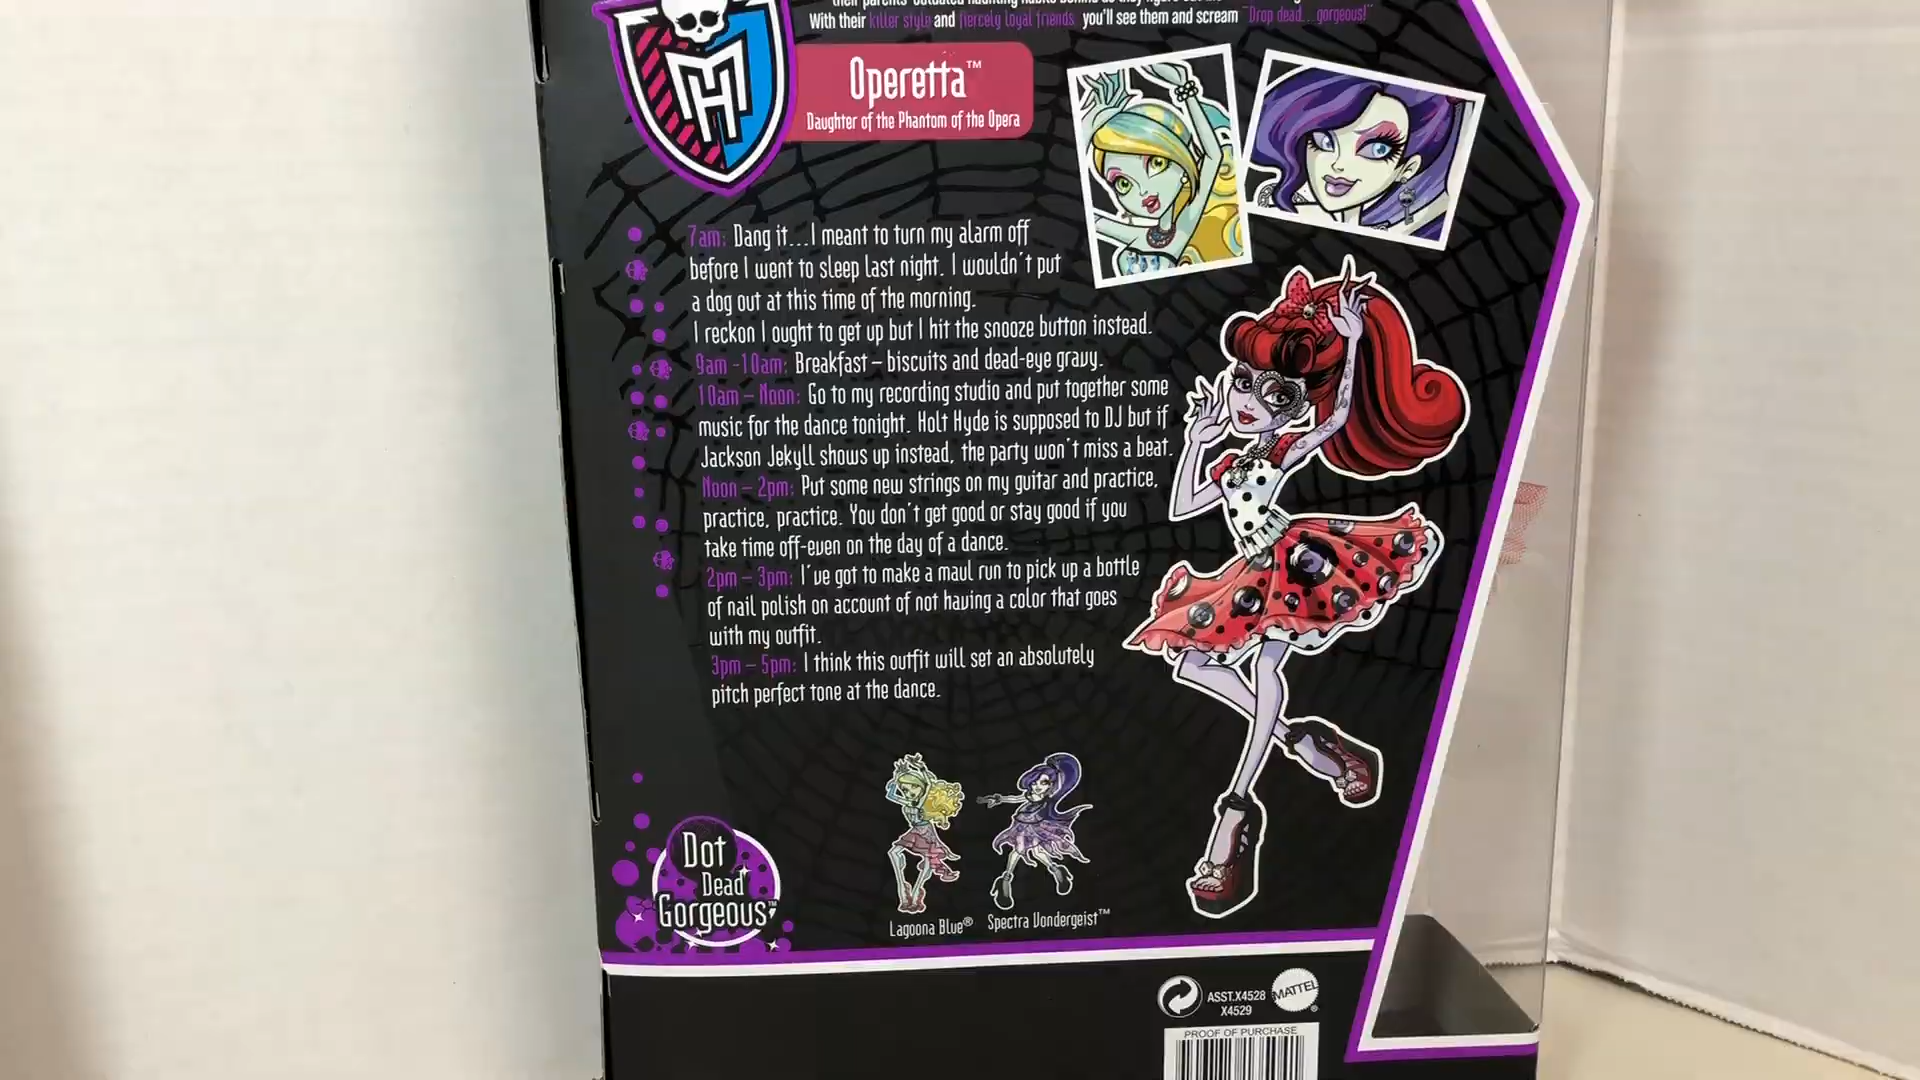 With their killer style and fiercely loyal friends, you'll see them and scream "Drop dead...gorgeous!"
Operetta™
Daughter of the Phantom of the Opera
7am: Dang it...I meant to turn my alarm off
before I went to sleep last night. I wouldn't put
a dog out at this time of the morning.
I reckon I ought to get up but I hit the snooze button instead.
9am -10am: Breakfast – biscuits and dead-eye gravy.
10am – Noon: Go to my recording studio and put together some
music for the dance tonight. Holt Hyde is supposed to DJ but if
Jackson Jekyll shows up instead, the party won't miss a beat.
Noon – 2pm: Put some new strings on my guitar and practice,
practice, practice. You don't get good or stay good if you
take time off-even on the day of a dance.
2pm – 3pm: I've got to make a maul run to pick up a bottle
of nail polish on account of not having a color that goes
with my outfit.
3pm – 5pm: I think this outfit will set an absolutely
pitch perfect tone at the dance.
Dot
Dead
Gorgeous™
Lagoona Blue® Spectra Vondergeist™
ASST.X4528
X4529
MATTEL
PROOF OF PURCHASE